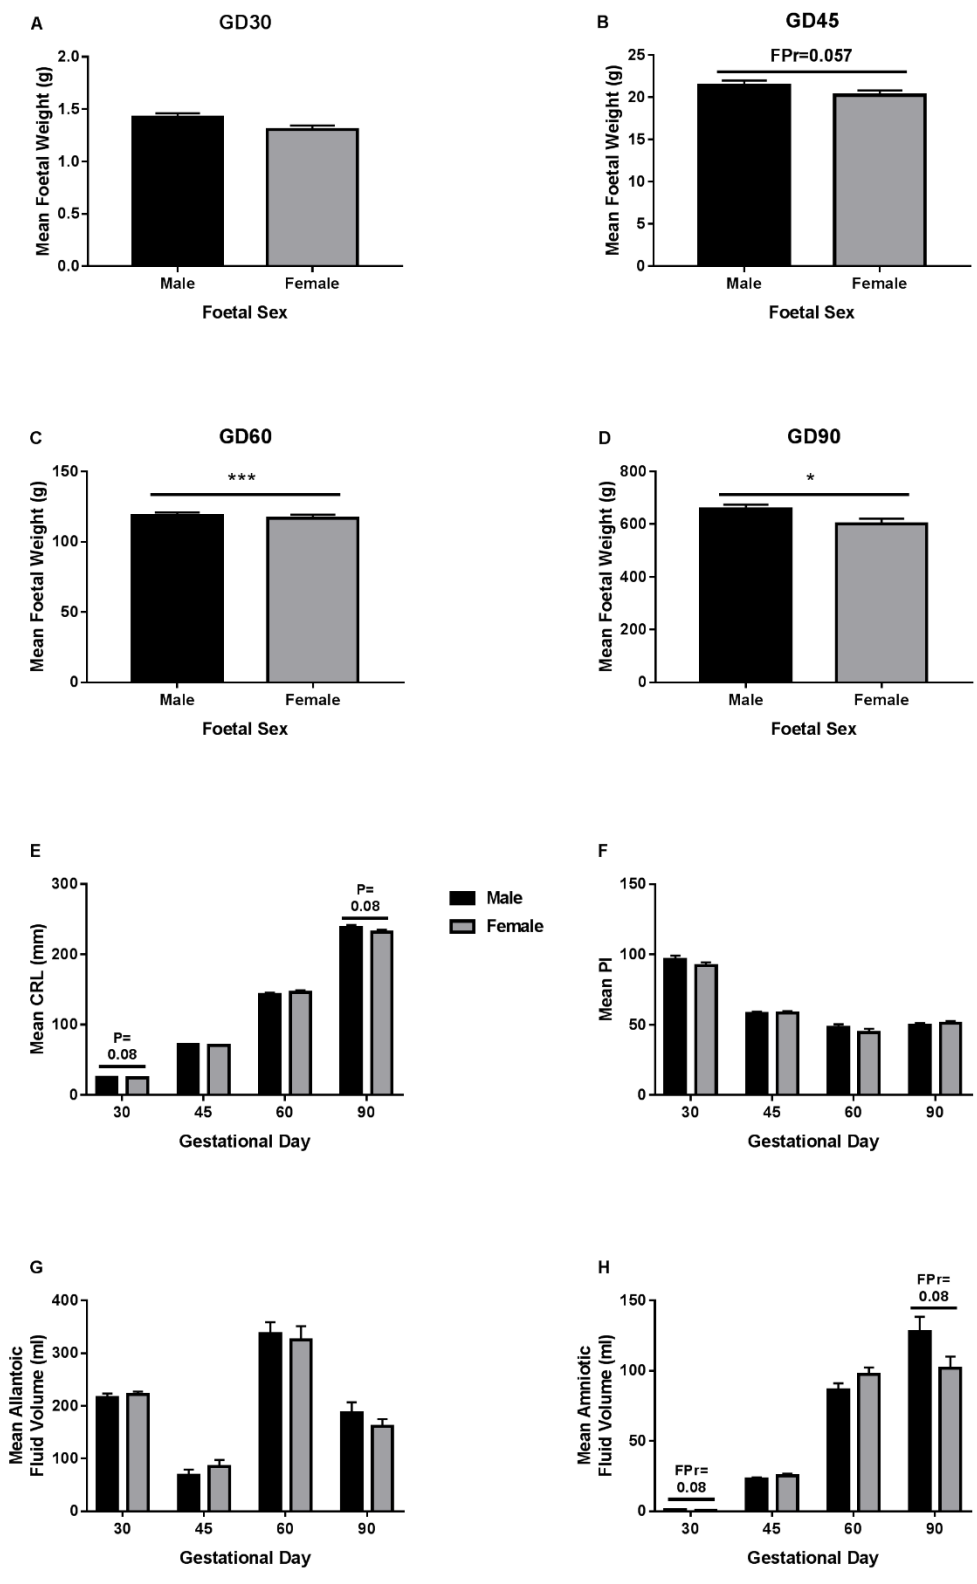 A
GD30
Mean Foetal Weight (g)
2.0
1.5
1.0
0.5
0.0
Male
Female
Foetal Sex
B
GD45
FPr=0.057
Mean Foetal Weight (g)
25
20
15
10
5
0
Male
Female
Foetal Sex
C
GD60
***
Mean Foetal Weight (g)
150
100
50
0
Male
Female
Foetal Sex
D
GD90
*
Mean Foetal Weight (g)
800
600
400
200
0
Male
Female
Foetal Sex
E
Mean CRL (mm)
300
200
100
0
P=
0.08
P=
0.08
30
45
60
90
Gestational Day
Male
Female
F
Mean PI
150
100
50
0
30
45
60
90
Gestational Day
G
Mean Allantoic
Fluid Volume (ml)
400
300
200
100
0
30
45
60
90
Gestational Day
H
Mean Amniotic
Fluid Volume (ml)
150
100
50
0
FPr=
0.08
FPr=
0.08
30
45
60
90
Gestational Day